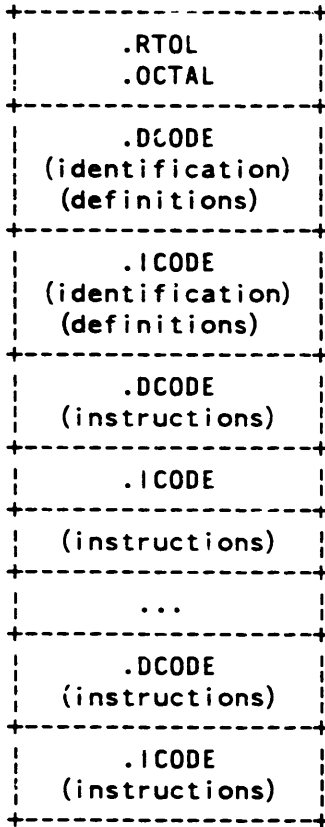 .RTOL
.OCTAL
.DCODE
(identification)
(definitions)
.ICODE
(identification)
(definitions)
.DCODE
(instructions)
.ICODE
(instructions)
...
.DCODE
(instructions)
.ICODE
(instructions)